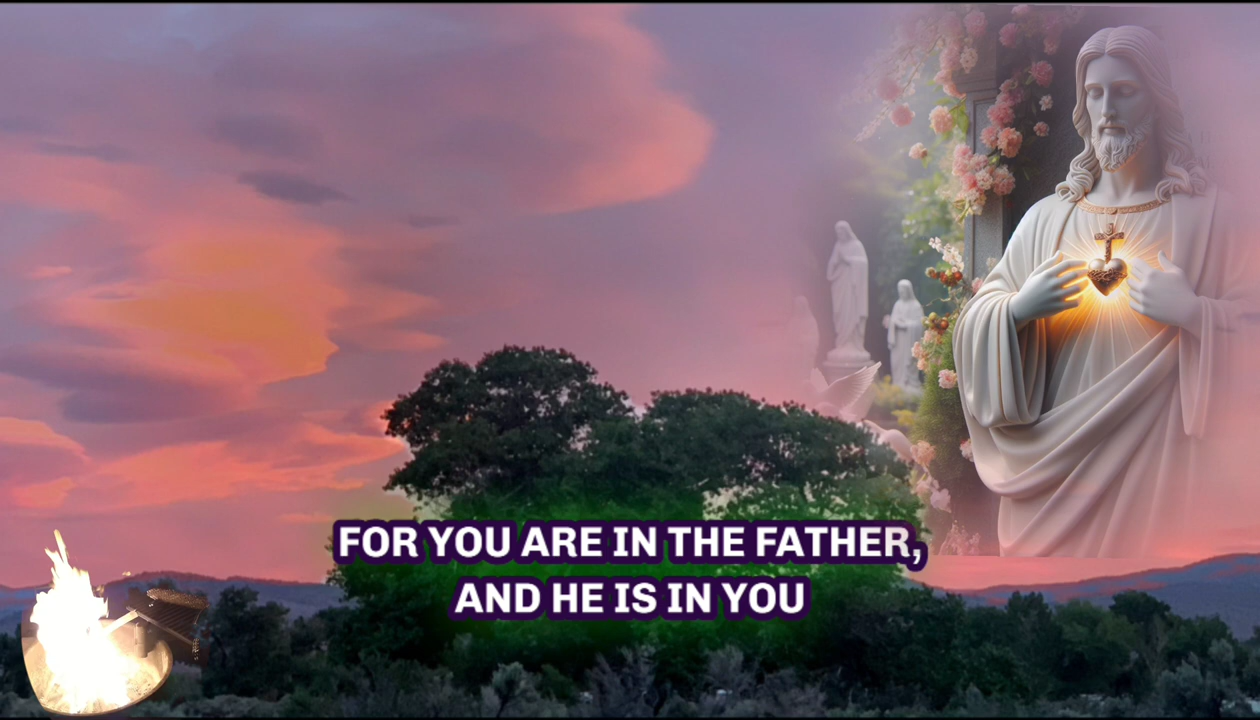 FOR YOU ARE IN THE FATHER,
AND HE IS IN YOU